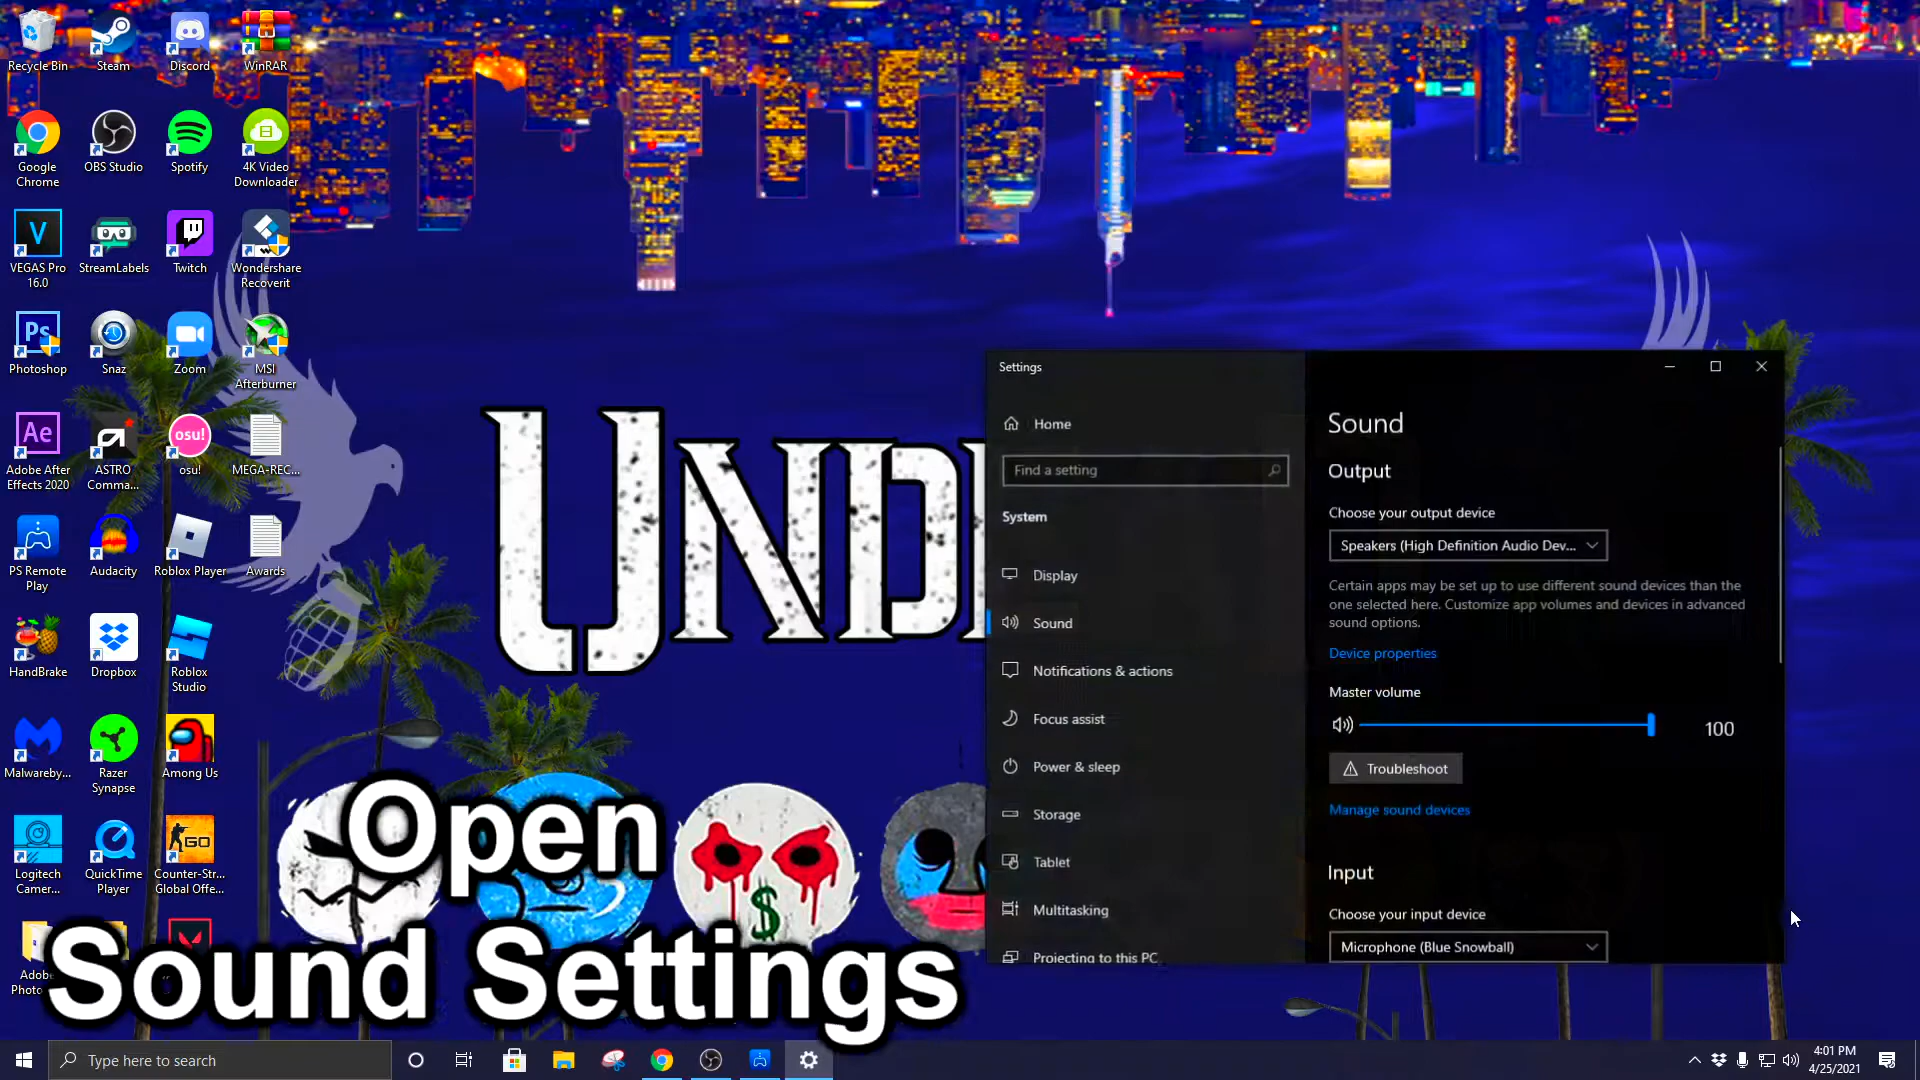 Recycle Bin
Steam
Discord
WinRAR
Google Chrome
OBS Studio
Spotify
4K Video Downloader
VEGAS Pro 16.0
StreamLabels
Twitch
Wondershare Recoverit
Photoshop
Snaz
Zoom
MSI Afterburner
Adobe After Effects 2020
ASTRO Comma...
osu!
MEGA-REC...
PS Remote Play
Audacity
Roblox Player
Awards
HandBrake
Dropbox
Roblox Studio
Malwareby...
Razer Synapse
Among Us
Logitech Camer...
QuickTime Player
Counter-Str... Global Offe...
Open
Sound Settings
Settings
Home
Find a setting
System
Display
Sound
Notifications & actions
Focus assist
Power & sleep
Storage
Tablet
Multitasking
Projecting to this PC
Sound
Output
Choose your output device
Speakers (High Definition Audio Dev...
Certain apps may be set up to use different sound devices than the
one selected here. Customize app volumes and devices in advanced
sound options.
Device properties
Master volume
100
Troubleshoot
Manage sound devices
Input
Choose your input device
Microphone (Blue Snowball)
Type here to search
4:01 PM
4/25/2021